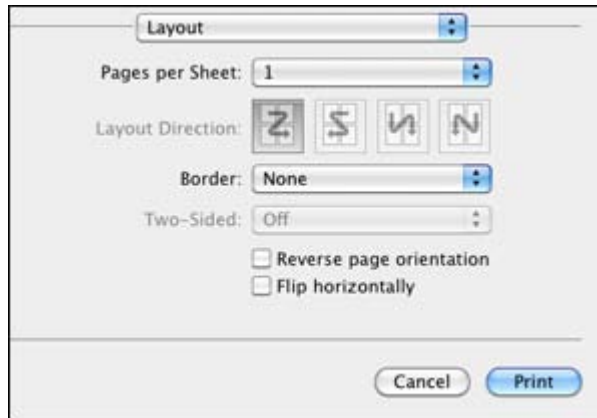 Layout
Pages per Sheet: 1
Layout Direction:
Border: None
Two-Sided: Off
Reverse page orientation
Flip horizontally
Cancel Print